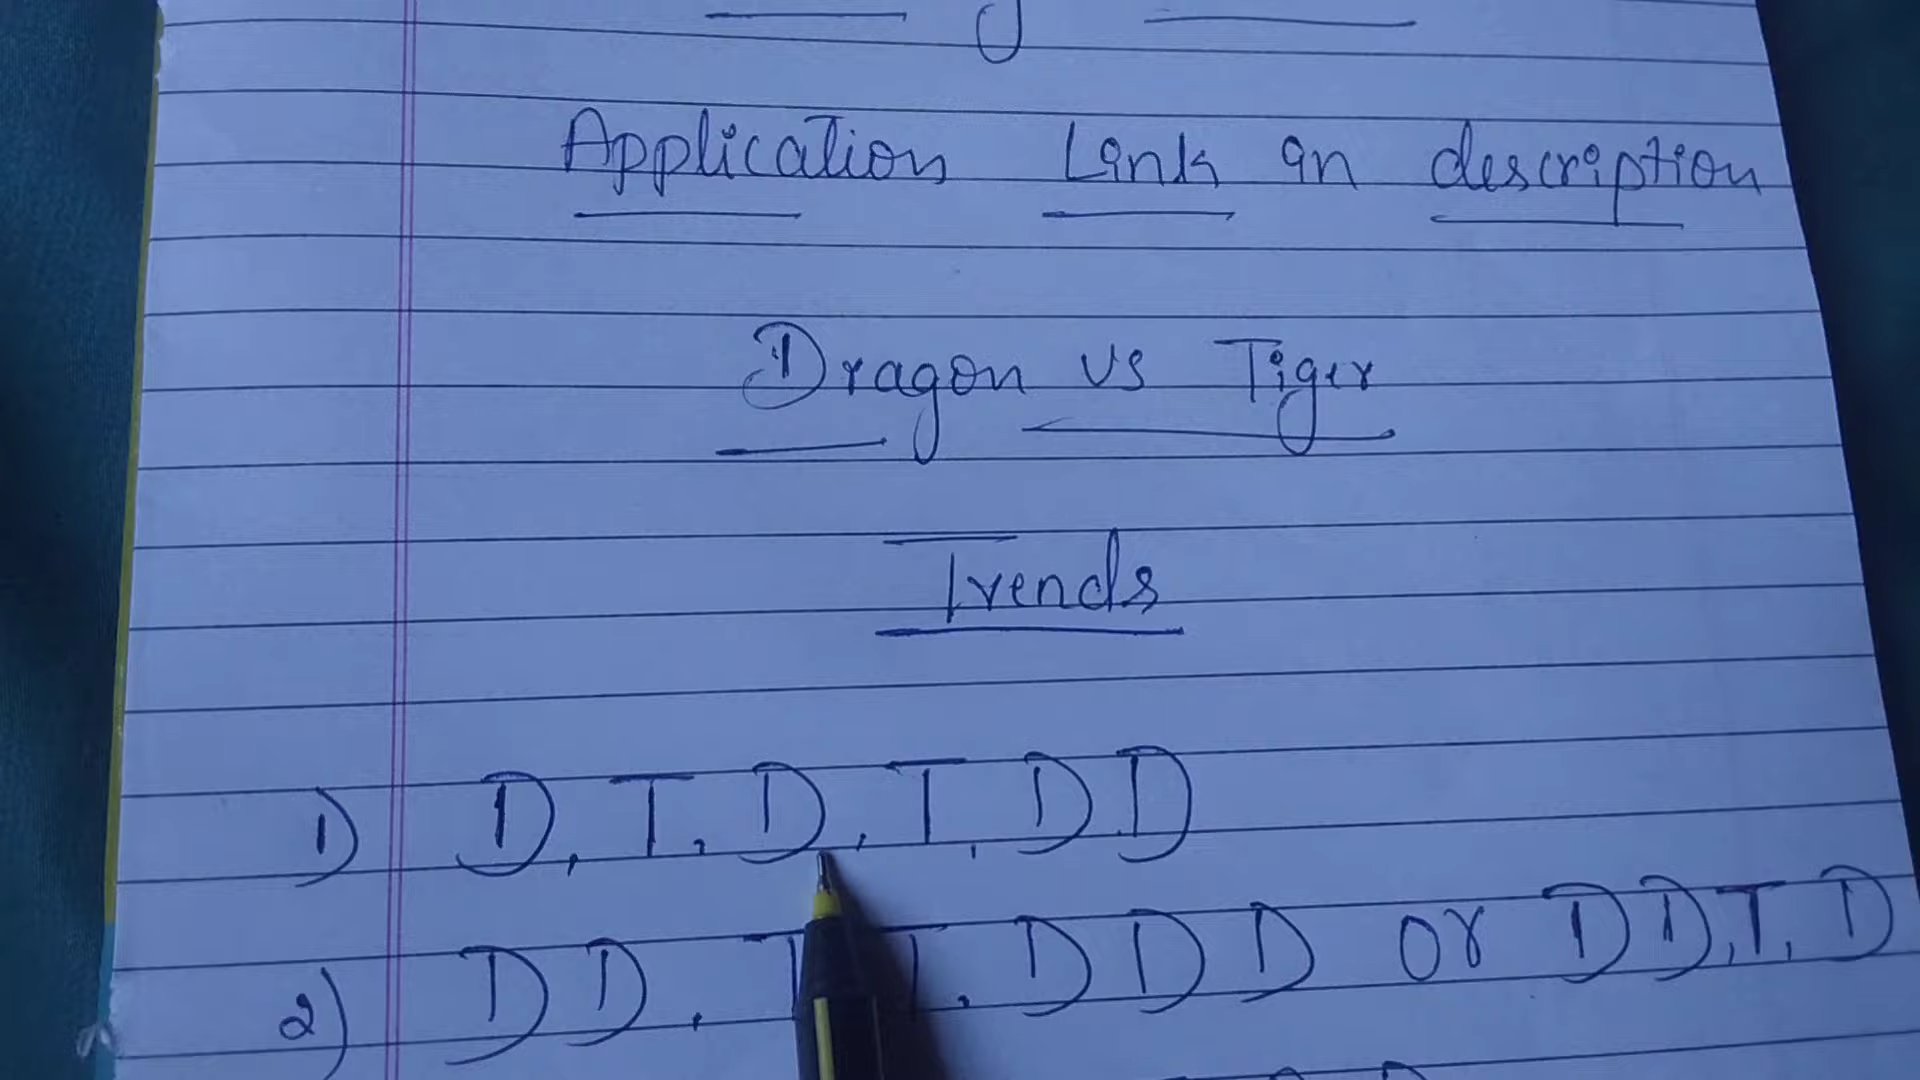 Application Link in description
Dragon vs Tiger
Trends
1) D, T, D, T, D D
2) D D, T T, D D D or D D, T, D